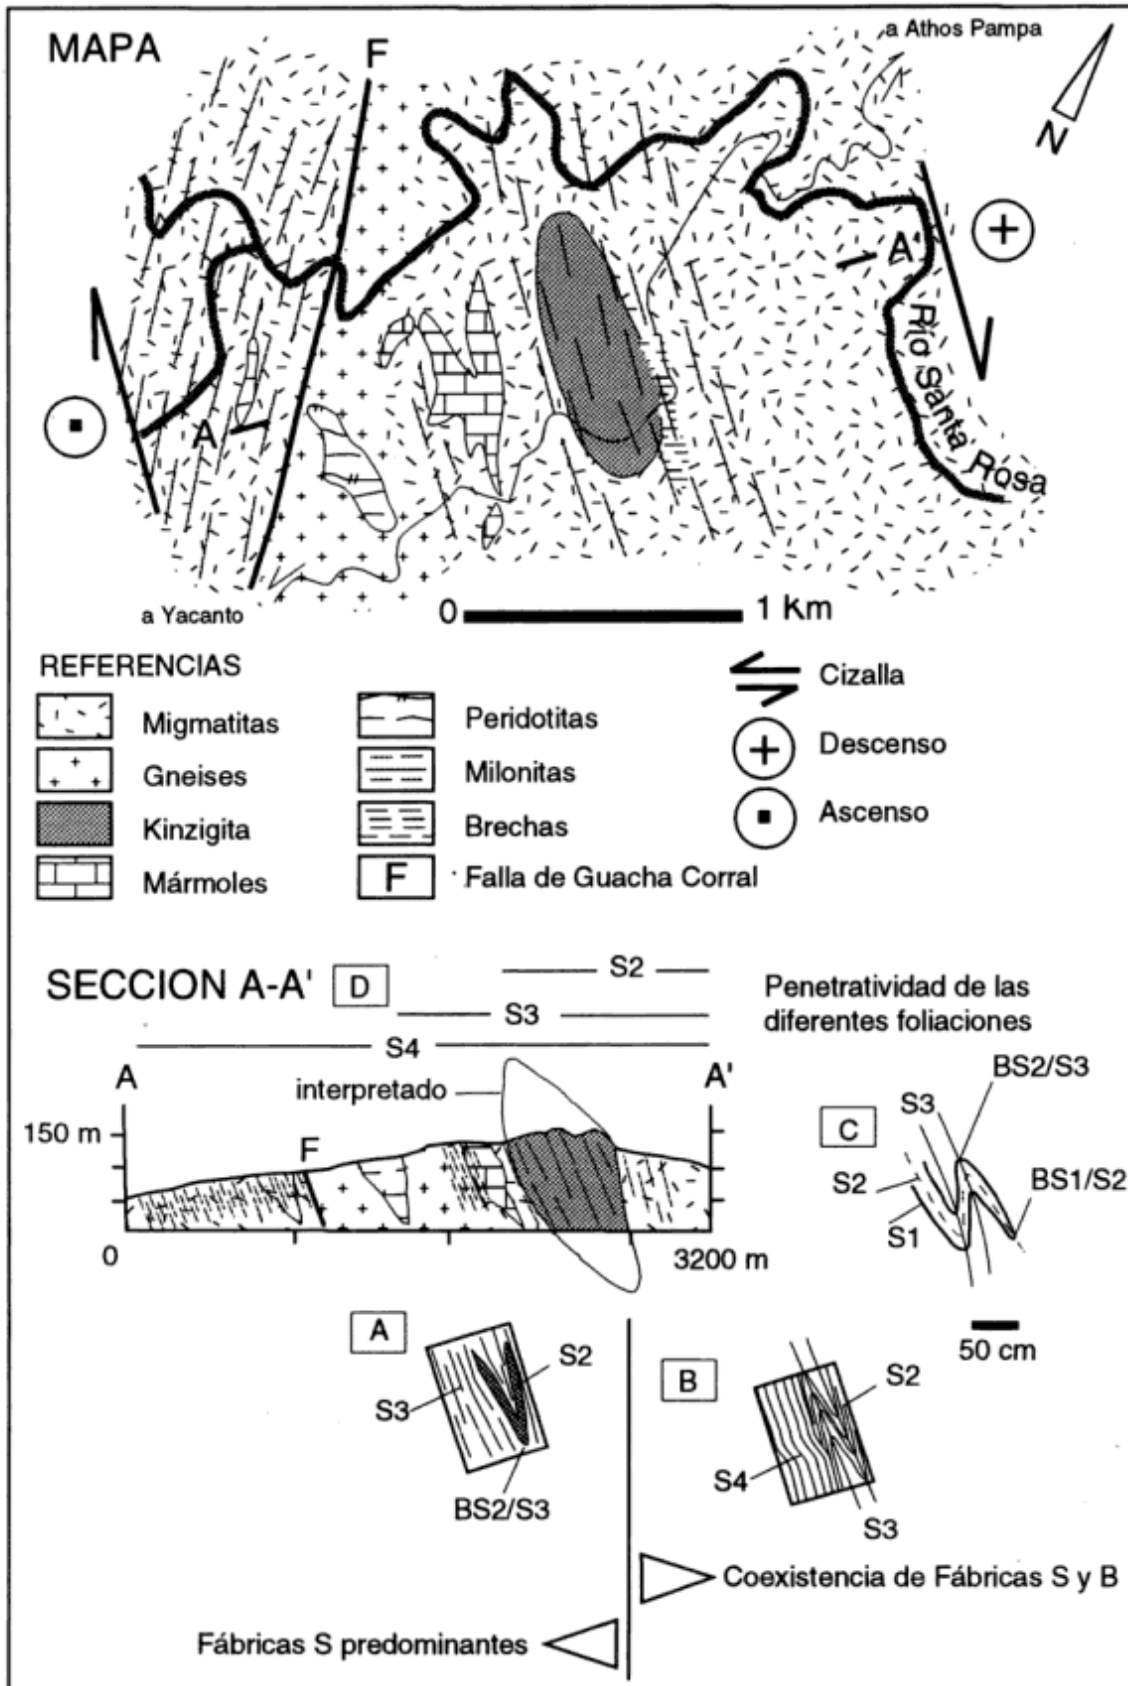 MAPA
F
a Athos Pampa
N
A'
Río Santa Rosa
A
a Yacanto
0
1 Km
REFERENCIAS
Migmatitas
Gneises
Kinzigita
Mármoles
Peridotitas
Milonitas
Brechas
F
Falla de Guacha Corral
Cizalla
Descenso
Ascenso
SECCION A-A'
D
S2
S3
S4
Penetratividad de las
diferentes foliaciones
A
interpretado
A'
150 m
F
0
3200 m
C
BS2/S3
S3
S2
S1
BS1/S2
50 cm
A
S2
S3
BS2/S3
B
S2
S4
S3
Coexistencia de Fábricas S y B
Fábricas S predominantes